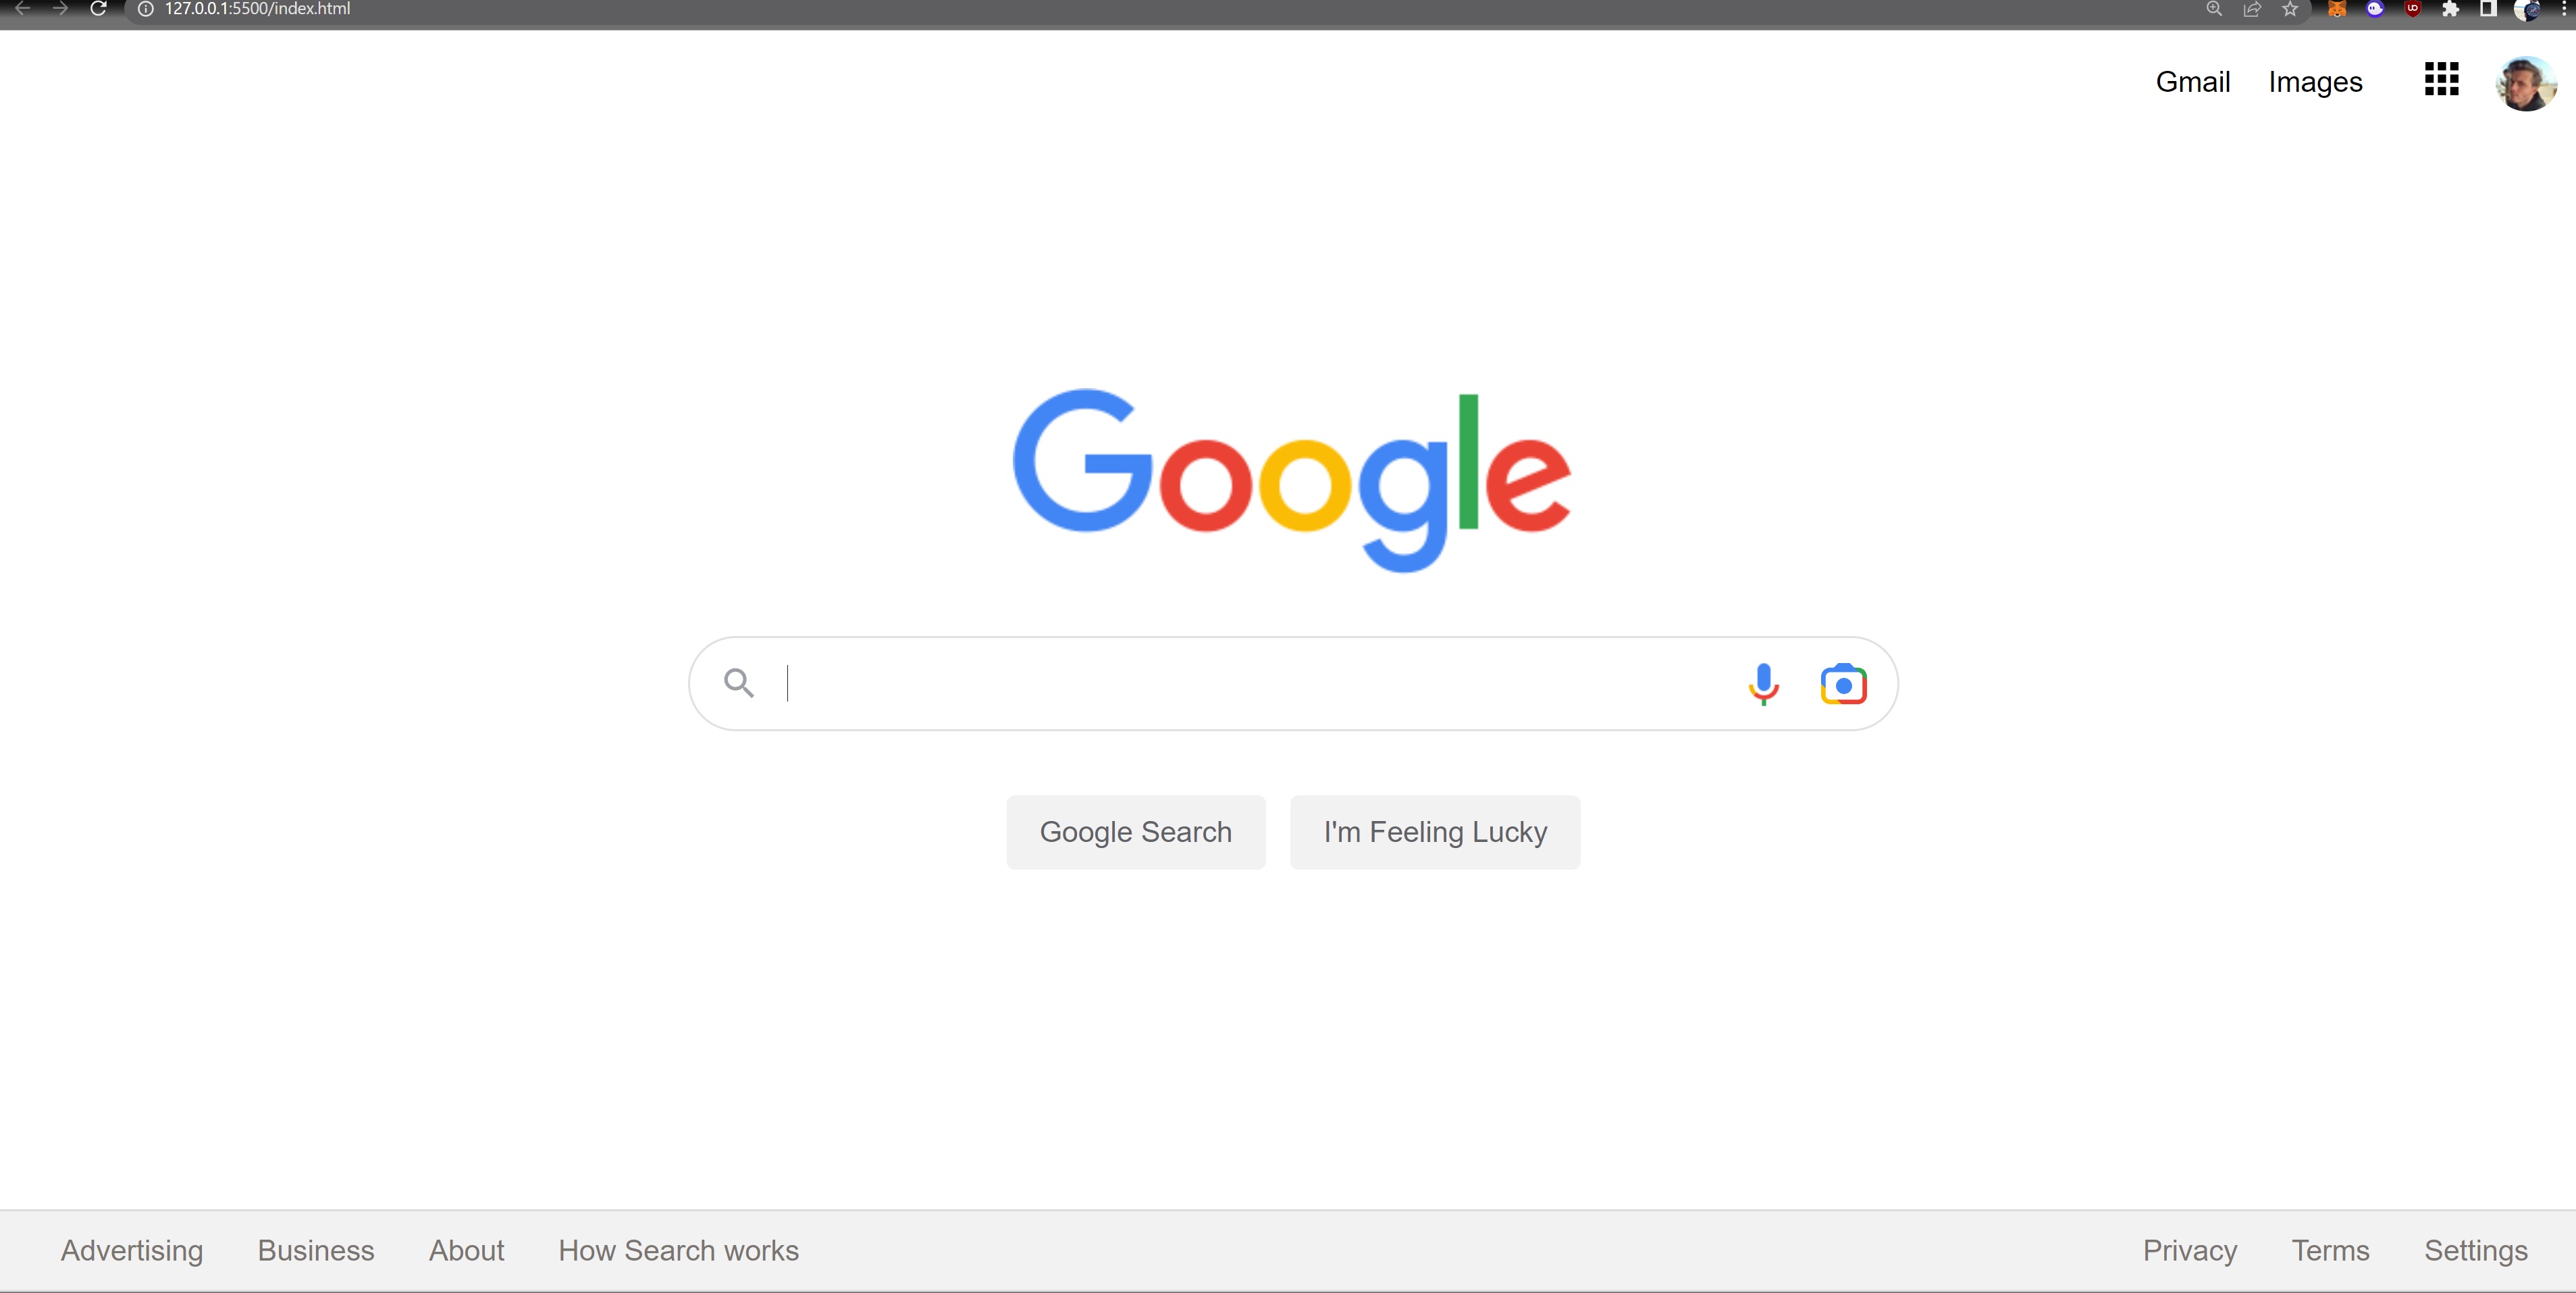 127.0.0.1:5500/index.html
Gmail Images
Google
Google Search I'm Feeling Lucky
Advertising Business About How Search works Privacy Terms Settings